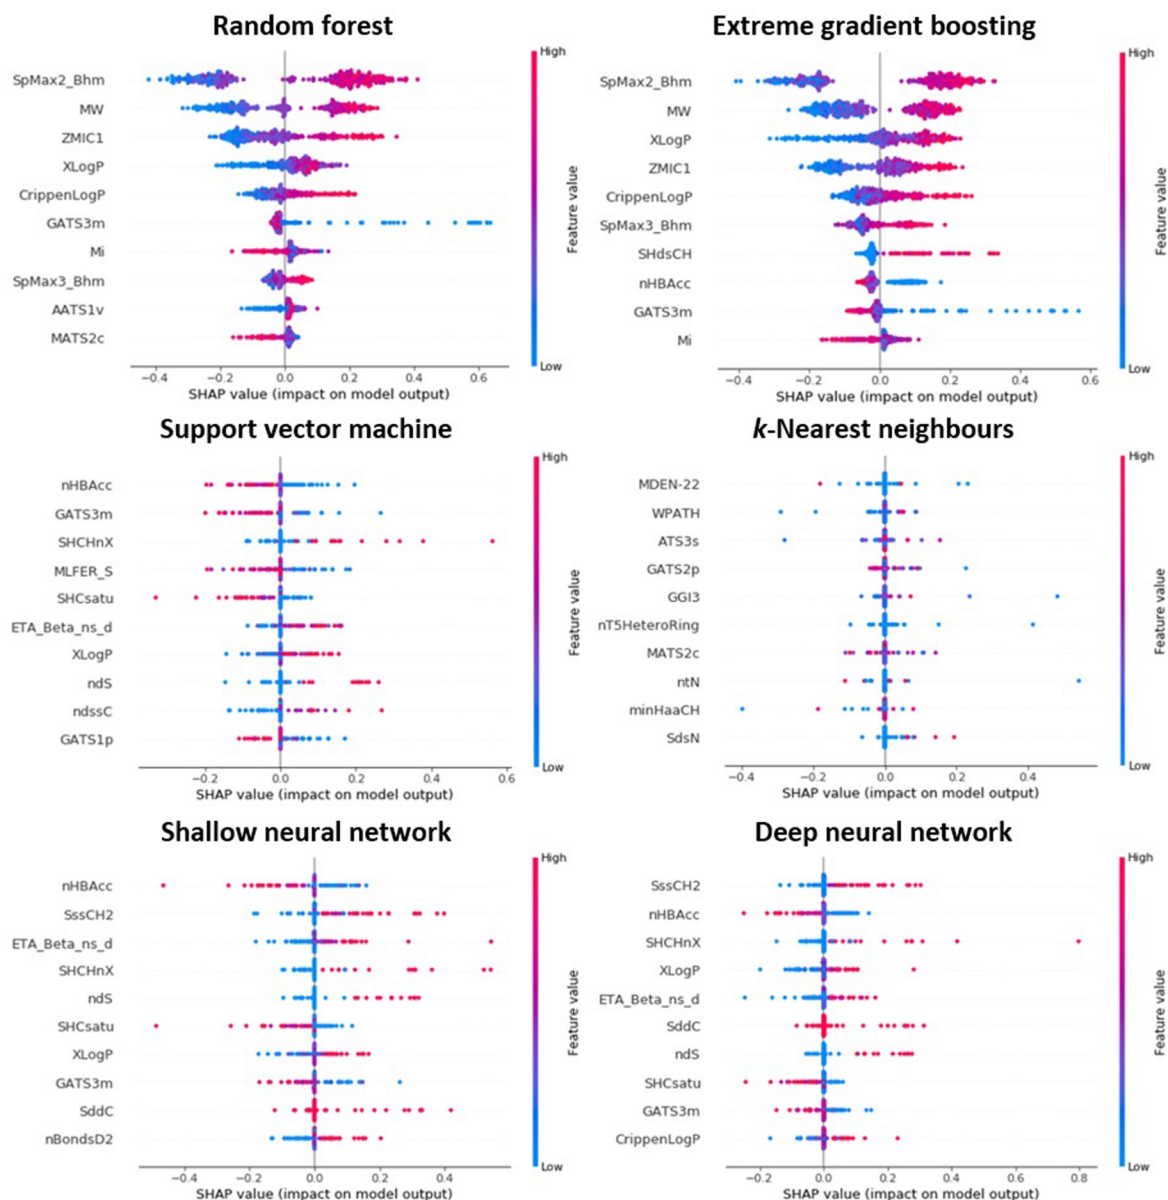 Random forest
High
SpMax2_Bhm
MW
ZMIC1
XLogP
CrippenLogP
GATS3m
Mi
SpMax3_Bhm
AATS1v
MATS2c
Feature value
Low
−0.4 −0.2 0.0 0.2 0.4 0.6
SHAP value (impact on model output)
Extreme gradient boosting
High
SpMax2_Bhm
MW
XLogP
ZMIC1
CrippenLogP
SpMax3_Bhm
SHdsCH
nHBAcc
GATS3m
Mi
Feature value
Low
−0.4 −0.2 0.0 0.2 0.4 0.6
SHAP value (impact on model output)
Support vector machine
High
nHBAcc
GATS3m
SHCHnX
MLFER_S
SHCsatu
ETA_Beta_ns_d
XLogP
ndS
ndssC
GATS1p
Feature value
Low
−0.2 0.0 0.2 0.4 0.6
SHAP value (impact on model output)
k-Nearest neighbours
High
MDEN-22
WPATH
ATS3s
GATS2p
GGI3
nT5HeteroRing
MATS2c
ntN
minHaaCH
SdsN
Feature value
Low
−0.4 −0.2 0.0 0.2 0.4
SHAP value (impact on model output)
Shallow neural network
High
nHBAcc
SssCH2
ETA_Beta_ns_d
SHCHnX
ndS
SHCsatu
XLogP
GATS3m
SddC
nBondsD2
Feature value
Low
−0.4 −0.2 0.0 0.2 0.4
SHAP value (impact on model output)
Deep neural network
High
SssCH2
nHBAcc
SHCHnX
XLogP
ETA_Beta_ns_d
SddC
ndS
SHCsatu
GATS3m
CrippenLogP
Feature value
Low
−0.2 0.0 0.2 0.4 0.6 0.8
SHAP value (impact on model output)